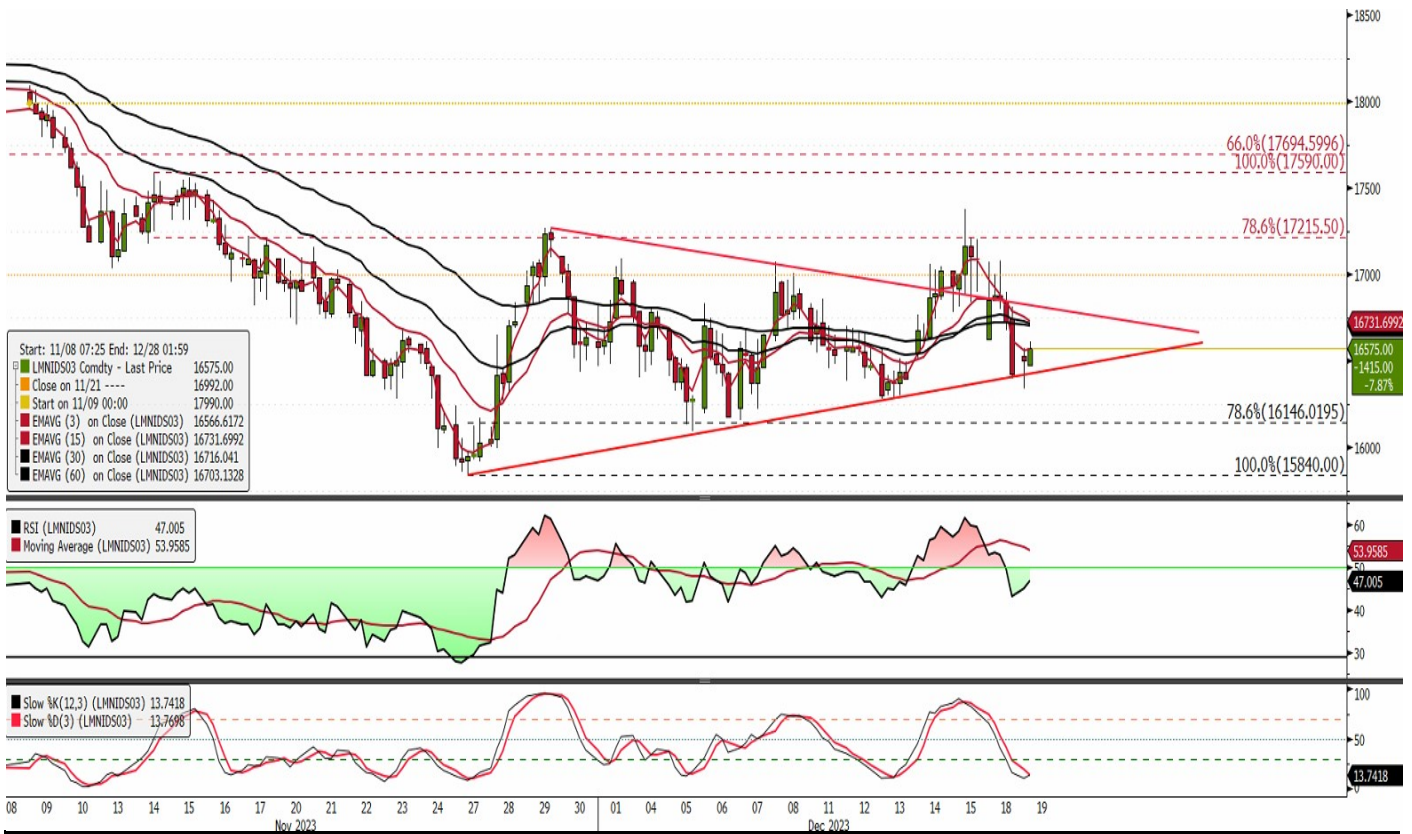 18500
18000
66.0%(17694.5996)
100.0%(17590.00)
17500
78.6%(17215.50)
17000
16731.6992
16575.00
-1415.00
-7.87%
78.6%(16146.0195)
16000
100.0%(15840.00)
Start: 11/08 07:25 End: 12/28 01:59
LMNIDS03 Comdty - Last Price 16575.00
Close on 11/21 ---- 16992.00
Start on 11/09 00:00 17990.00
EMAVG (3) on Close (LMNIDS03) 16566.6172
EMAVG (15) on Close (LMNIDS03) 16731.6992
EMAVG (30) on Close (LMNIDS03) 16716.041
EMAVG (60) on Close (LMNIDS03) 16703.1328
RSI (LMNIDS03) 47.005
Moving Average (LMNIDS03) 53.9585
60
53.9585
50
47.005
40
30
Slow %K(12,3) (LMNIDS03) 13.7418
Slow %D(3) (LMNIDS03) 13.7698
100
50
13.7418
0
08 09 10 13 14 15 16 17 20 21 22 23 24 27 28 29 30 01 04 05 06 07 08 11 12 13 14 15 18 19
Nov 2023 Dec 2023